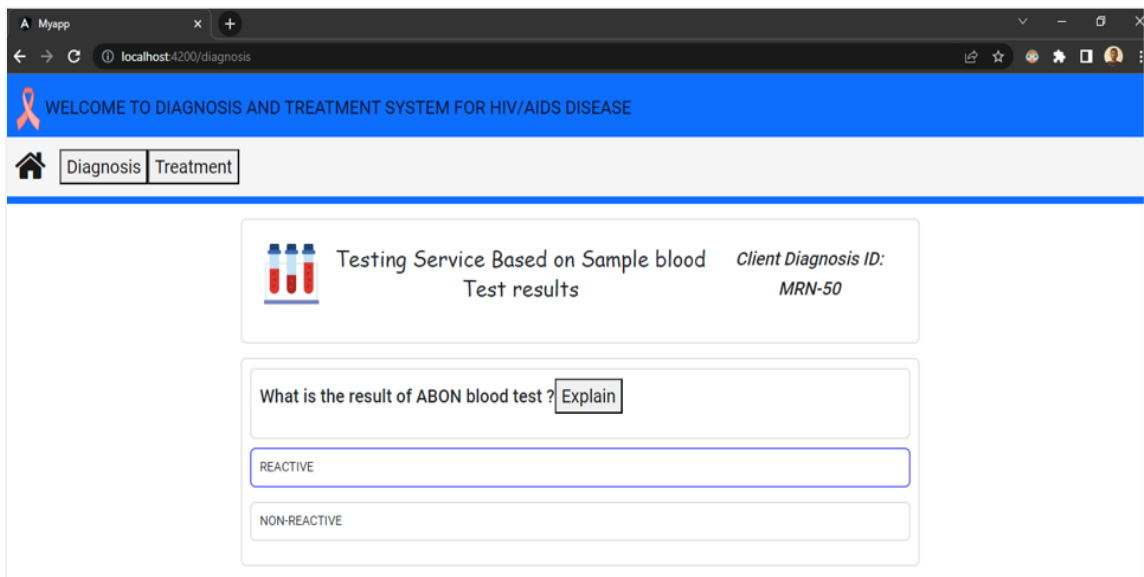 Myapp
localhost:4200/diagnosis
WELCOME TO DIAGNOSIS AND TREATMENT SYSTEM FOR HIV/AIDS DISEASE
Diagnosis Treatment
Testing Service Based on Sample blood
Test results
Client Diagnosis ID:
MRN-50
What is the result of ABON blood test ? Explain
REACTIVE
NON-REACTIVE